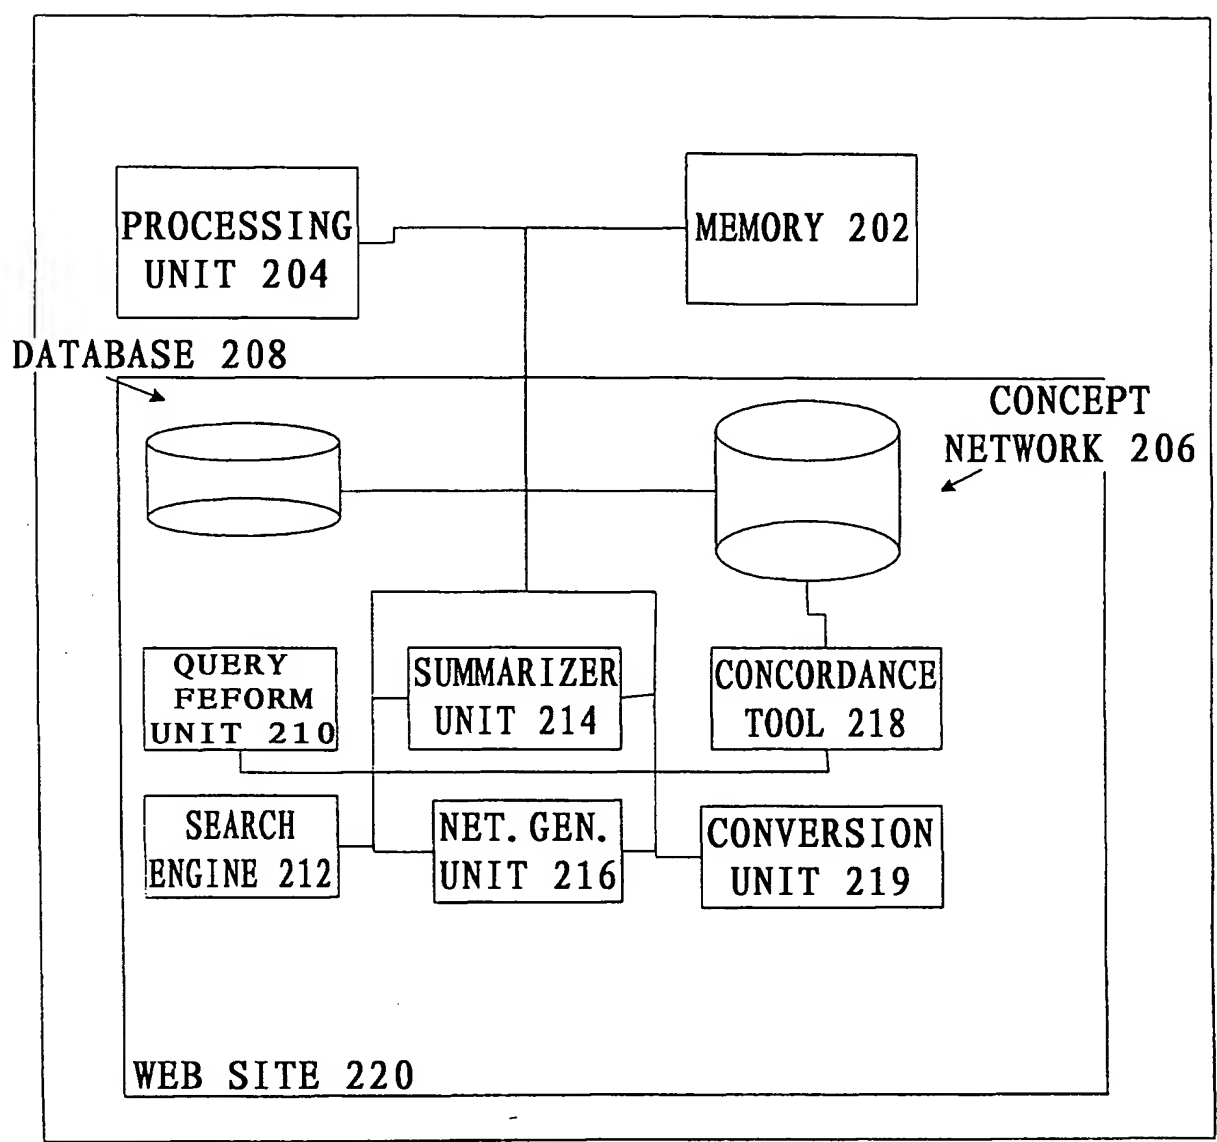 PROCESSING
UNIT 204
MEMORY 202
DATABASE 208
CONCEPT
NETWORK 206
QUERY
FEFORM
UNIT 210
SUMMARIZER
UNIT 214
CONCORDANCE
TOOL 218
SEARCH
ENGINE 212
NET. GEN.
UNIT 216
CONVERSION
UNIT 219
WEB SITE 220